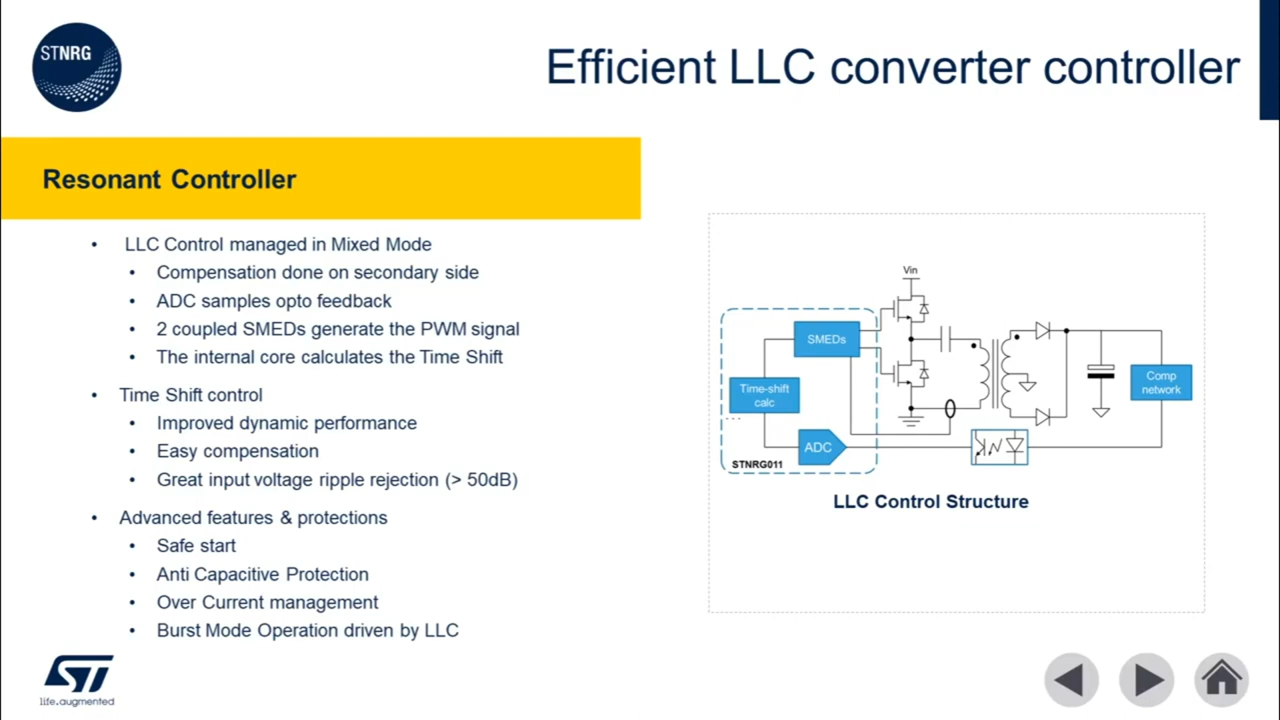 STNRG
Efficient LLC converter controller
Resonant Controller
• LLC Control managed in Mixed Mode
• Compensation done on secondary side
• ADC samples opto feedback
• 2 coupled SMEDs generate the PWM signal
• The internal core calculates the Time Shift
• Time Shift control
• Improved dynamic performance
• Easy compensation
• Great input voltage ripple rejection (> 50dB)
• Advanced features & protections
• Safe start
• Anti Capacitive Protection
• Over Current management
• Burst Mode Operation driven by LLC
Vin
SMEDs
Time-shift
calc
...
ADC
STNRG011
Comp
network
LLC Control Structure
ST
life.augmented